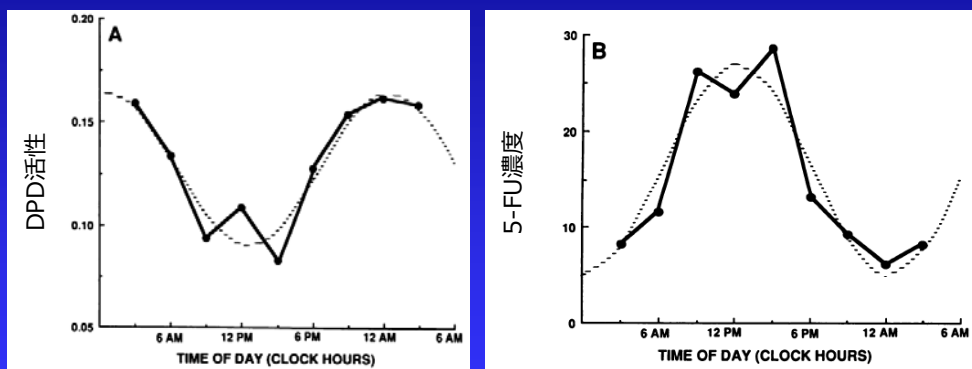 A
DPD活性
0.20
0.15
0.10
0.05
6 AM 12 PM 6 PM 12 AM 6 AM
TIME OF DAY (CLOCK HOURS)
B
5-FU濃度
30
20
10
0
6 AM 12 PM 6 PM 12 AM 6 AM
TIME OF DAY (CLOCK HOURS)